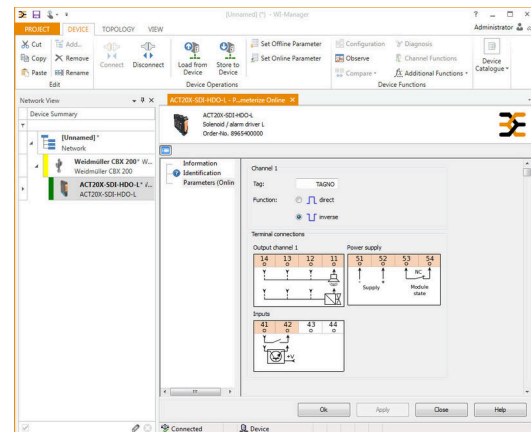 [Unnamed] (*) - WI-Manager
PROJECT DEVICE TOPOLOGY VIEW
Administrator
Cut Add...
Copy Remove
Paste Rename
Edit
Connect Disconnect
Load from Device
Store to Device
Set Offline Parameter
Set Online Parameter
Device Operations
Configuration Diagnosis
Observe Channel Functions
Compare Additional Functions
Device Functions
Device Catalogue
Network View
Device Summary
[Unnamed]*
Network
Weidmüller CBX 200* W...
Weidmüller CBX 200
ACT20X-SDI-HDO-L* /...
ACT20X-SDI-HDO-L
ACT20X-SDI-HDO-L - P...meterize Online
ACT20X-SDI-HDO-L
Solenoid / alarm driver L
Order-No. 8965400000
Information
Identification
Parameters (Onlin
Channel 1
Tag: TAGNO
Function: direct
inverse
Terminal connections
Output channel 1 Power supply
14 13 12 11 51 52 53 54
NC
- +
Supply Module state
Inputs
41 42 43 44
+V
Ok Apply Close Help
Connected Device